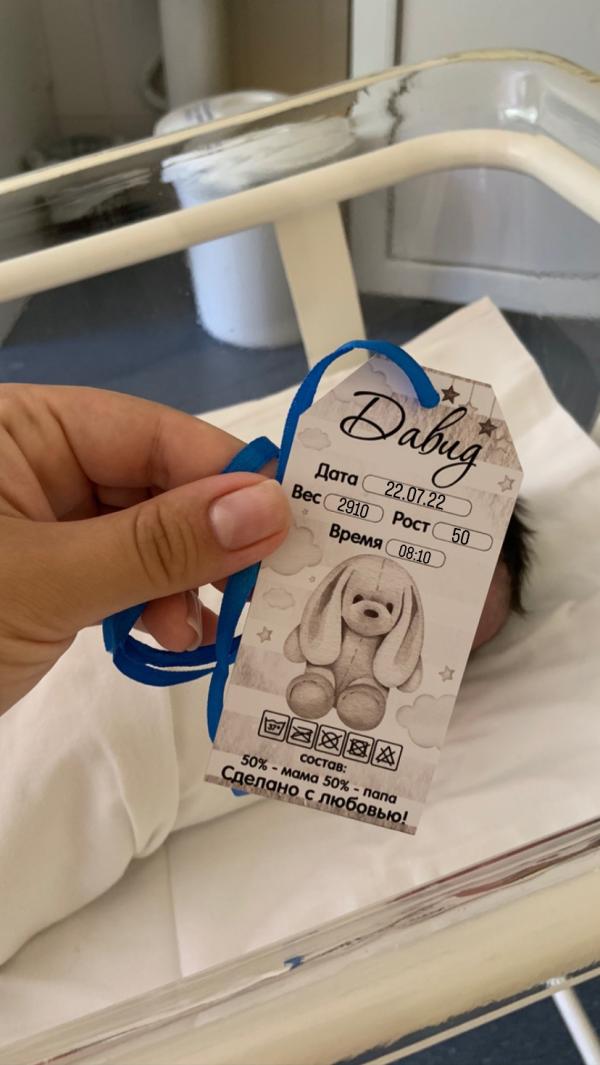 Давид
Дата 22.07.22
Вес 2910 Рост 50
Время 08:10
37°
состав:
50% - мама 50% - папа
Сделано с любовью!